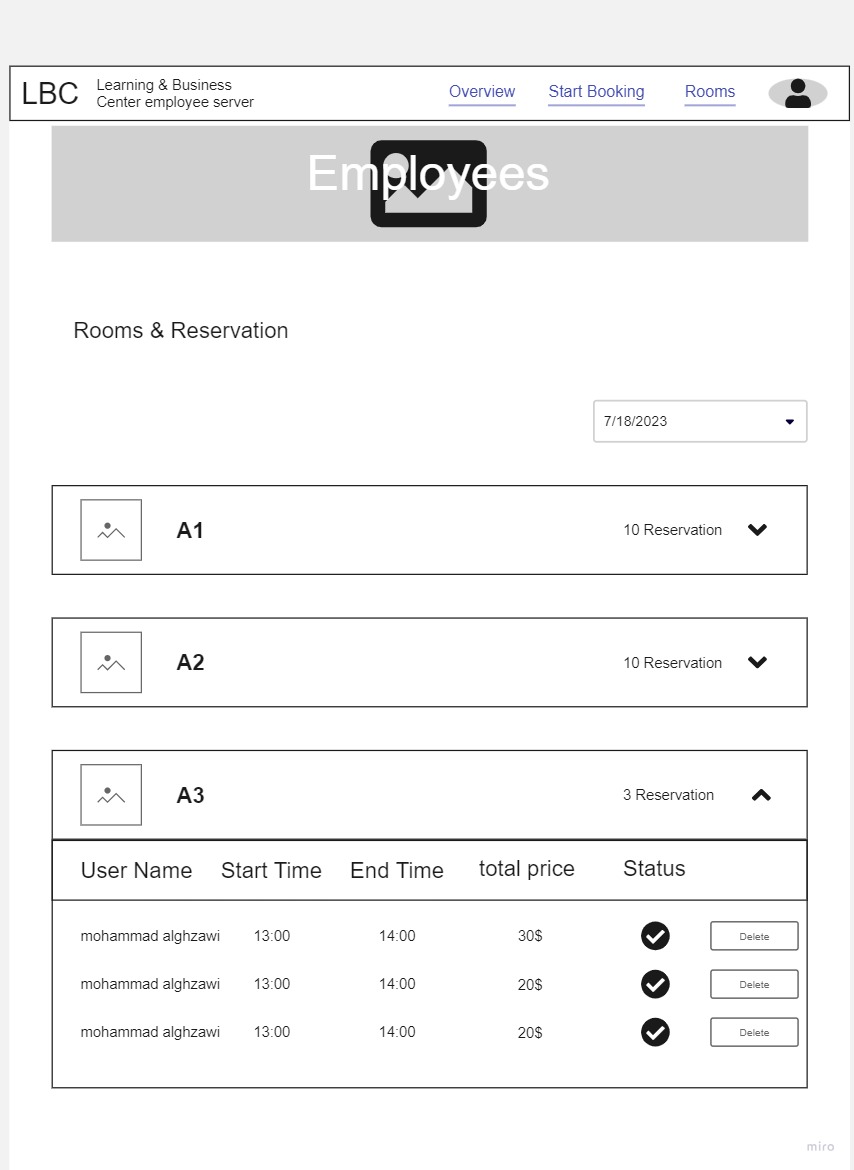 LBC
Learning & Business
Center employee server
Overview
Start Booking
Rooms
Employees
Rooms & Reservation
7/18/2023
A1
10 Reservation
A2
10 Reservation
A3
3 Reservation
User Name Start Time End Time total price Status
mohammad alghzawi 13:00 14:00 30$ Delete
mohammad alghzawi 13:00 14:00 20$ Delete
mohammad alghzawi 13:00 14:00 20$ Delete
miro